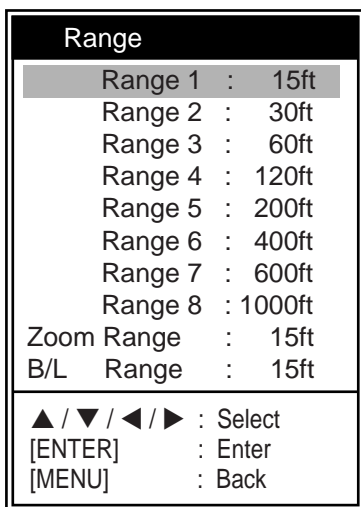 Range
Range 1 : 15ft
Range 2 : 30ft
Range 3 : 60ft
Range 4 : 120ft
Range 5 : 200ft
Range 6 : 400ft
Range 7 : 600ft
Range 8 : 1000ft
Zoom Range : 15ft
B/L Range : 15ft
▲ / ▼ / ◀ / ▶ : Select
[ENTER] : Enter
[MENU] : Back